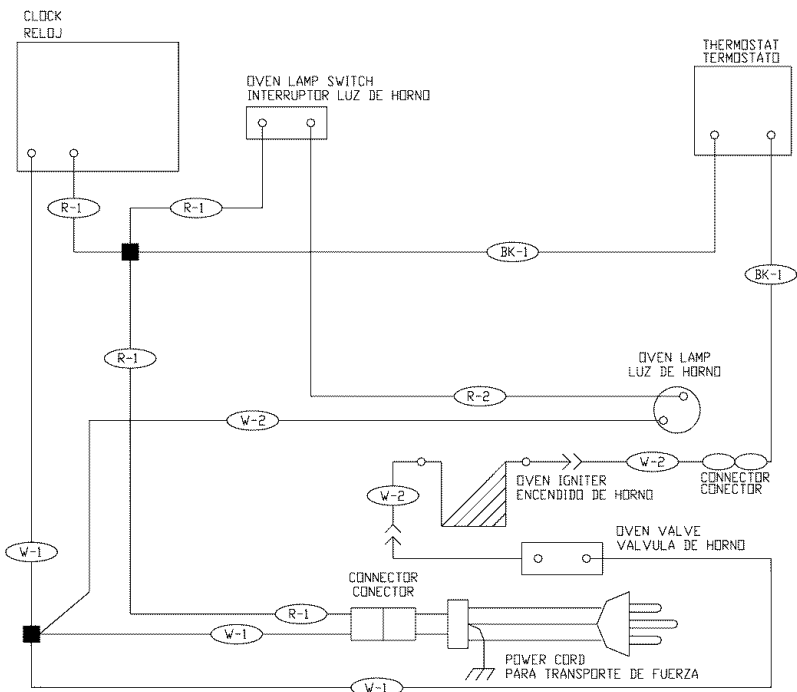 CLOCK
RELOJ
THERMOSTAT
TERMOSTATO
OVEN LAMP SWITCH
INTERRUPTOR LUZ DE HORNO
R-1
R-1
BK-1
BK-1
R-1
OVEN LAMP
LUZ DE HORNO
R-2
W-2
W-2
CONNECTOR
CONECTOR
OVEN IGNITER
ENCENDIDO DE HORNO
W-2
OVEN VALVE
VALVULA DE HORNO
W-1
CONNECTOR
CONECTOR
R-1
W-1
POWER CORD
PARA TRANSPORTE DE FUERZA
W-1